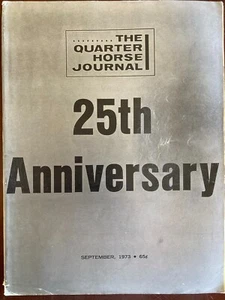 THE
QUARTER
HORSE
JOURNAL
25th
Anniversary
SEPTEMBER, 1973 • 65¢